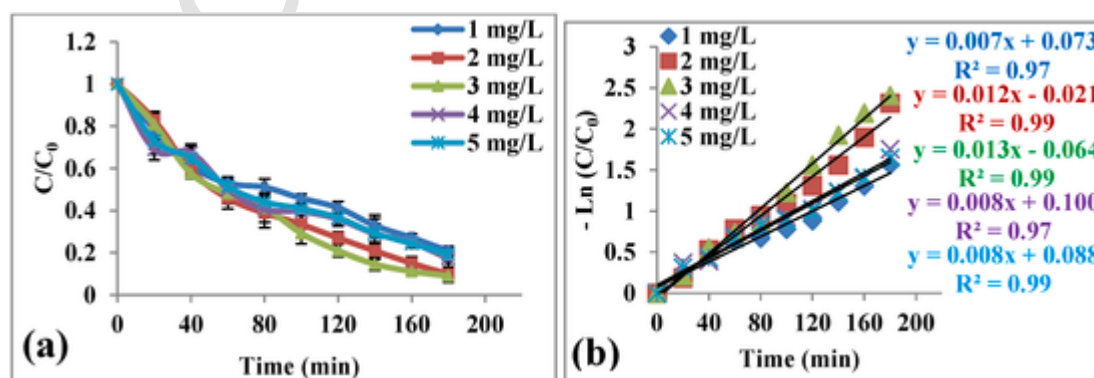 1.2
1
0.8
0.6
0.4
0.2
0
C/C0
1 mg/L
2 mg/L
3 mg/L
4 mg/L
5 mg/L
0 40 80 120 160 200
(a)
Time (min)
3
2.5
2
1.5
1
0.5
0
- Ln (C/C0)
1 mg/L
2 mg/L
3 mg/L
4 mg/L
5 mg/L
y = 0.007x + 0.073
R² = 0.97
y = 0.012x - 0.021
R² = 0.99
y = 0.013x - 0.064
R² = 0.99
y = 0.008x + 0.100
R² = 0.97
y = 0.008x + 0.088
R² = 0.99
0 40 80 120 160 200
(b)
Time (min)